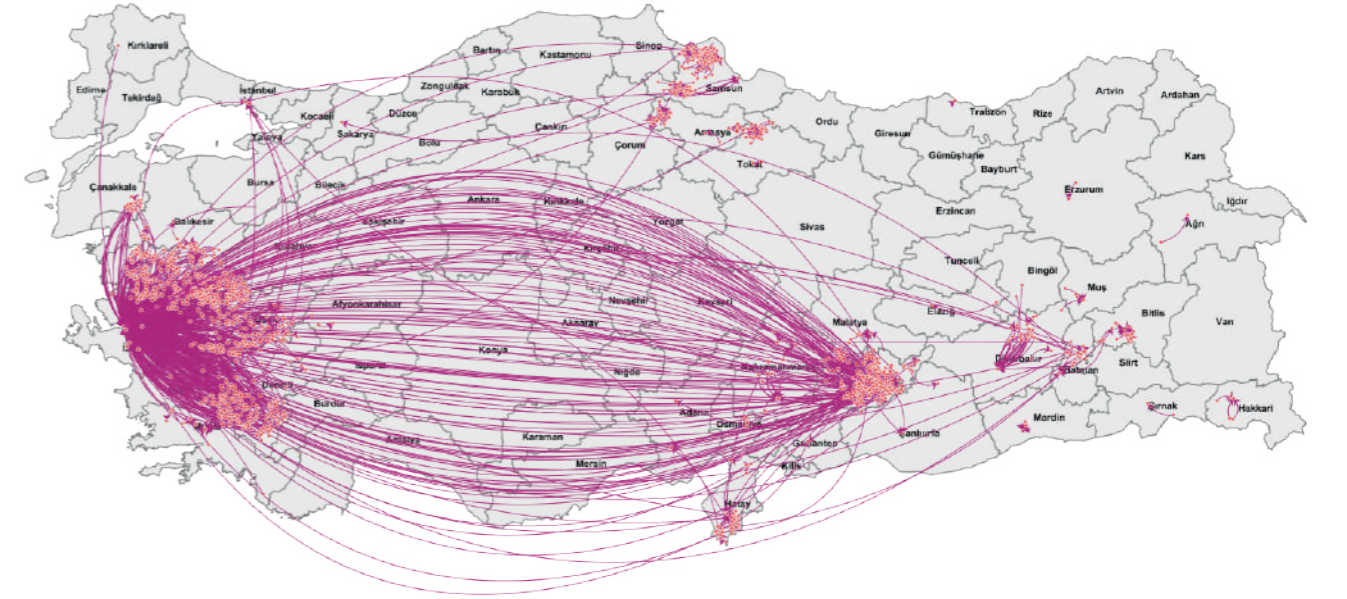 Kırklareli
Edirne
Tekirdağ
İstanbul
Kocaeli
Yalova
Sakarya
Düzce
Bolu
Zonguldak
Bartın
Karabük
Kastamonu
Sinop
Samsun
Çankırı
Çorum
Amasya
Tokat
Ordu
Giresun
Trabzon
Gümüşhane
Bayburt
Rize
Artvin
Ardahan
Kars
Iğdır
Ağrı
Erzurum
Erzincan
Sivas
Çanakkale
Balıkesir
Bursa
Bilecik
Eskişehir
Ankara
Kırıkkale
Yozgat
Kırşehir
Nevşehir
Kayseri
Aksaray
Afyonkarahisar
Konya
Niğde
Isparta
Denizli
Burdur
Antalya
Karaman
Mersin
Adana
Kahramanmaraş
Osmaniye
Gaziantep
Kilis
Hatay
Malatya
Şanlıurfa
Elazığ
Tunceli
Bingöl
Muş
Bitlis
Van
Diyarbakır
Batman
Siirt
Mardin
Şırnak
Hakkari